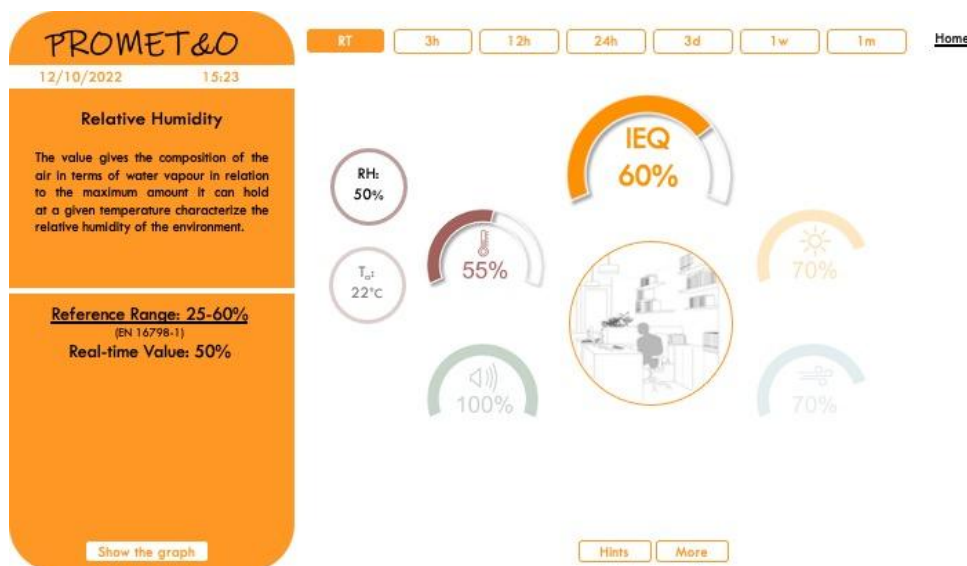 PROMET&O
12/10/2022 15:23
Relative Humidity
The value gives the composition of the
air in terms of water vapour in relation
to the maximum amount it can hold
at a given temperature characterize the
relative humidity of the environment.
Reference Range: 25-60%
(EN 16798-1)
Real-time Value: 50%
Show the graph
RT 3h 12h 24h 3d 1w 1m Home
IEQ
60%
RH:
50%
55%
70%
Ta:
22°C
100%
70%
Hints More